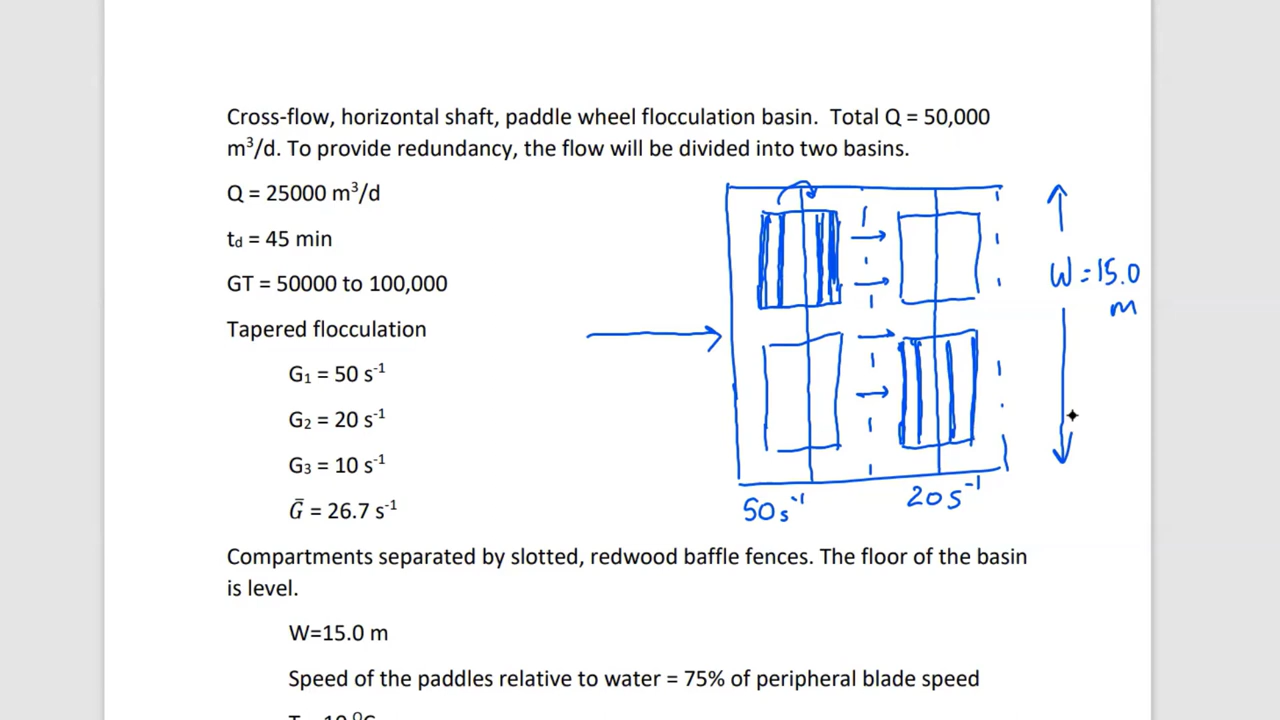 Cross-flow, horizontal shaft, paddle wheel flocculation basin. Total Q = 50,000
m³/d. To provide redundancy, the flow will be divided into two basins.
Q = 25000 m³/d
td = 45 min
GT = 50000 to 100,000
Tapered flocculation
G₁ = 50 s⁻¹
G₂ = 20 s⁻¹
G₃ = 10 s⁻¹
G̅ = 26.7 s⁻¹
W = 15.0
m
50 s⁻¹
20 s⁻¹
Compartments separated by slotted, redwood baffle fences. The floor of the basin
is level.
W=15.0 m
Speed of the paddles relative to water = 75% of peripheral blade speed